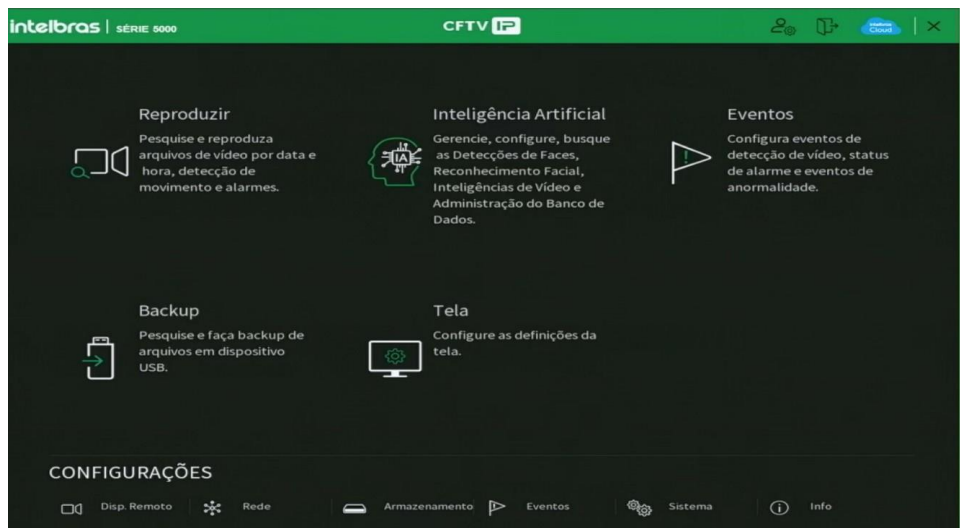 intelbras | SÉRIE 5000
CFTV IP
Intelbras Cloud
Reproduzir
Pesquise e reproduza
arquivos de vídeo por data e
hora, detecção de
movimento e alarmes.
Inteligência Artificial
IA
Gerencie, configure, busque
as Detecções de Faces,
Reconhecimento Facial,
Inteligências de Vídeo e
Administração do Banco de
Dados.
Eventos
Configura eventos de
detecção de vídeo, status
de alarme e eventos de
anormalidade.
Backup
Pesquise e faça backup de
arquivos em dispositivo
USB.
Tela
Configure as definições da
tela.
CONFIGURAÇÕES
Disp. Remoto
Rede
Armazenamento
Eventos
Sistema
Info